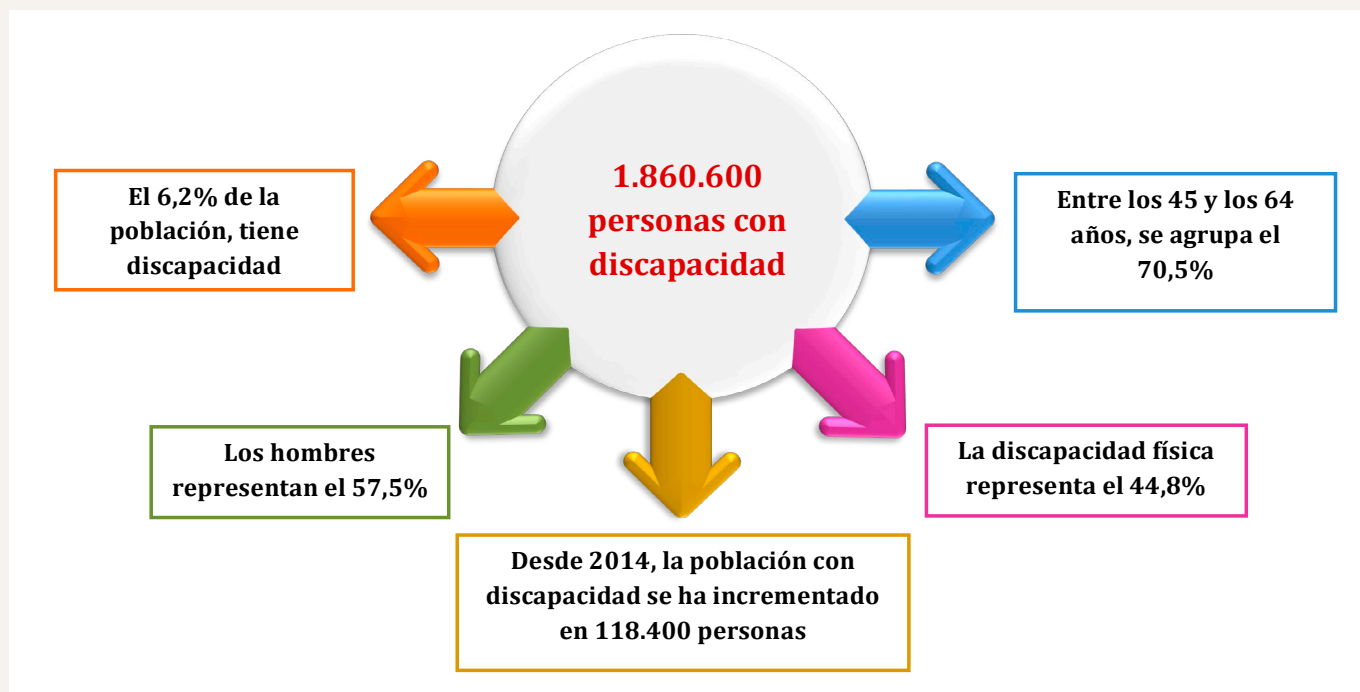 1.860.600
personas con
discapacidad
El 6,2% de la
población, tiene
discapacidad
Entre los 45 y los 64
años, se agrupa el
70,5%
Los hombres
representan el 57,5%
La discapacidad física
representa el 44,8%
Desde 2014, la población con
discapacidad se ha incrementado
en 118.400 personas